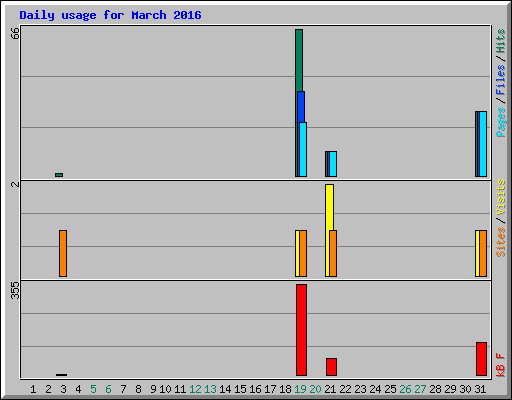 Daily usage for March 2016
66
Pages / Files / Hits
2
Sites / Visits
355
kB F
1 2 3 4 5 6 7 8 9 10 11 12 13 14 15 16 17 18 19 20 21 22 23 24 25 26 27 28 29 30 31